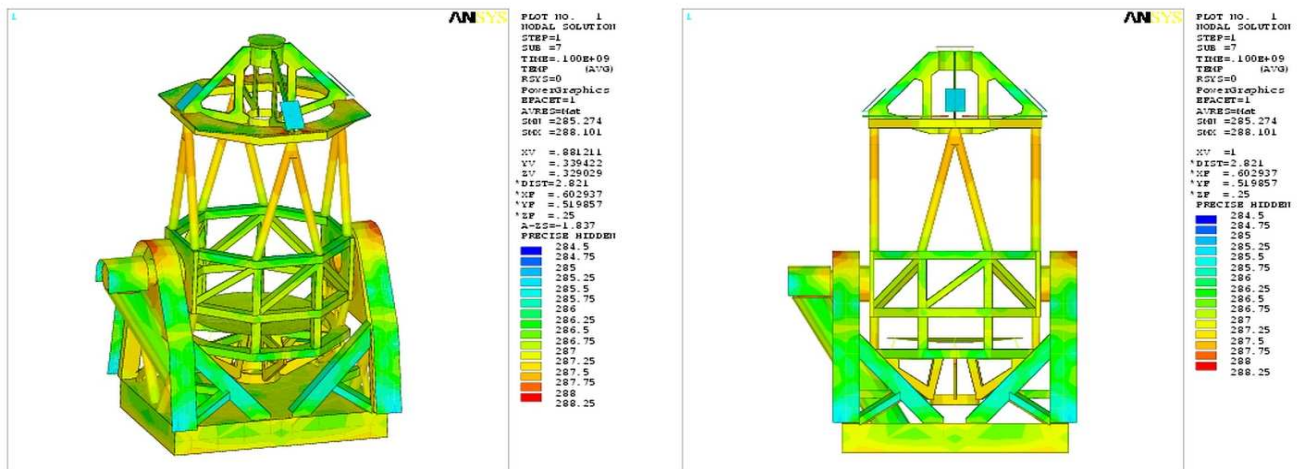 1
ANSYS
PLOT NO. 1
NODAL SOLUTION
STEP=1
SUB =7
TIME=.100E+09
TEMP (AVG)
RSYS=0
PowerGraphics
EFACET=1
AVRES=Mat
SMN =285.274
SMX =288.101
XV =.881211
YV =.339422
ZV =.329029
*DIST=2.821
*XF =.602937
*YF =.519857
*ZF =.25
A-ZS=-1.837
PRECISE HIDDEN
284.5
284.75
285
285.25
285.5
285.75
286
286.25
286.5
286.75
287
287.25
287.5
287.75
288
288.25
1
ANSYS
PLOT NO. 1
NODAL SOLUTION
STEP=1
SUB =7
TIME=.100E+09
TEMP (AVG)
RSYS=0
PowerGraphics
EFACET=1
AVRES=Mat
SMN =285.274
SMX =288.101
XV =1
*DIST=2.821
*XF =.602937
*YF =.519857
*ZF =.25
PRECISE HIDDEN
284.5
284.75
285
285.25
285.5
285.75
286
286.25
286.5
286.75
287
287.25
287.5
287.75
288
288.25